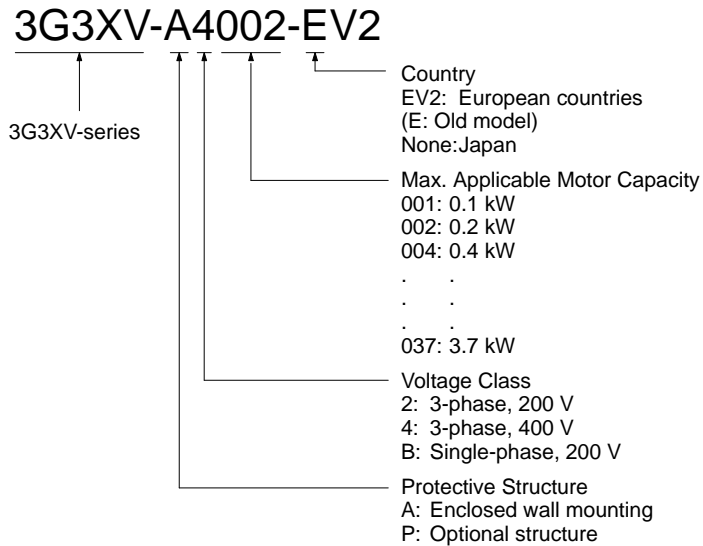 3G3XV-A4002-EV2
3G3XV-series
Country
EV2: European countries
(E: Old model)
None:Japan
Max. Applicable Motor Capacity
001: 0.1 kW
002: 0.2 kW
004: 0.4 kW
. .
. .
. .
037: 3.7 kW
Voltage Class
2: 3-phase, 200 V
4: 3-phase, 400 V
B: Single-phase, 200 V
Protective Structure
A: Enclosed wall mounting
P: Optional structure